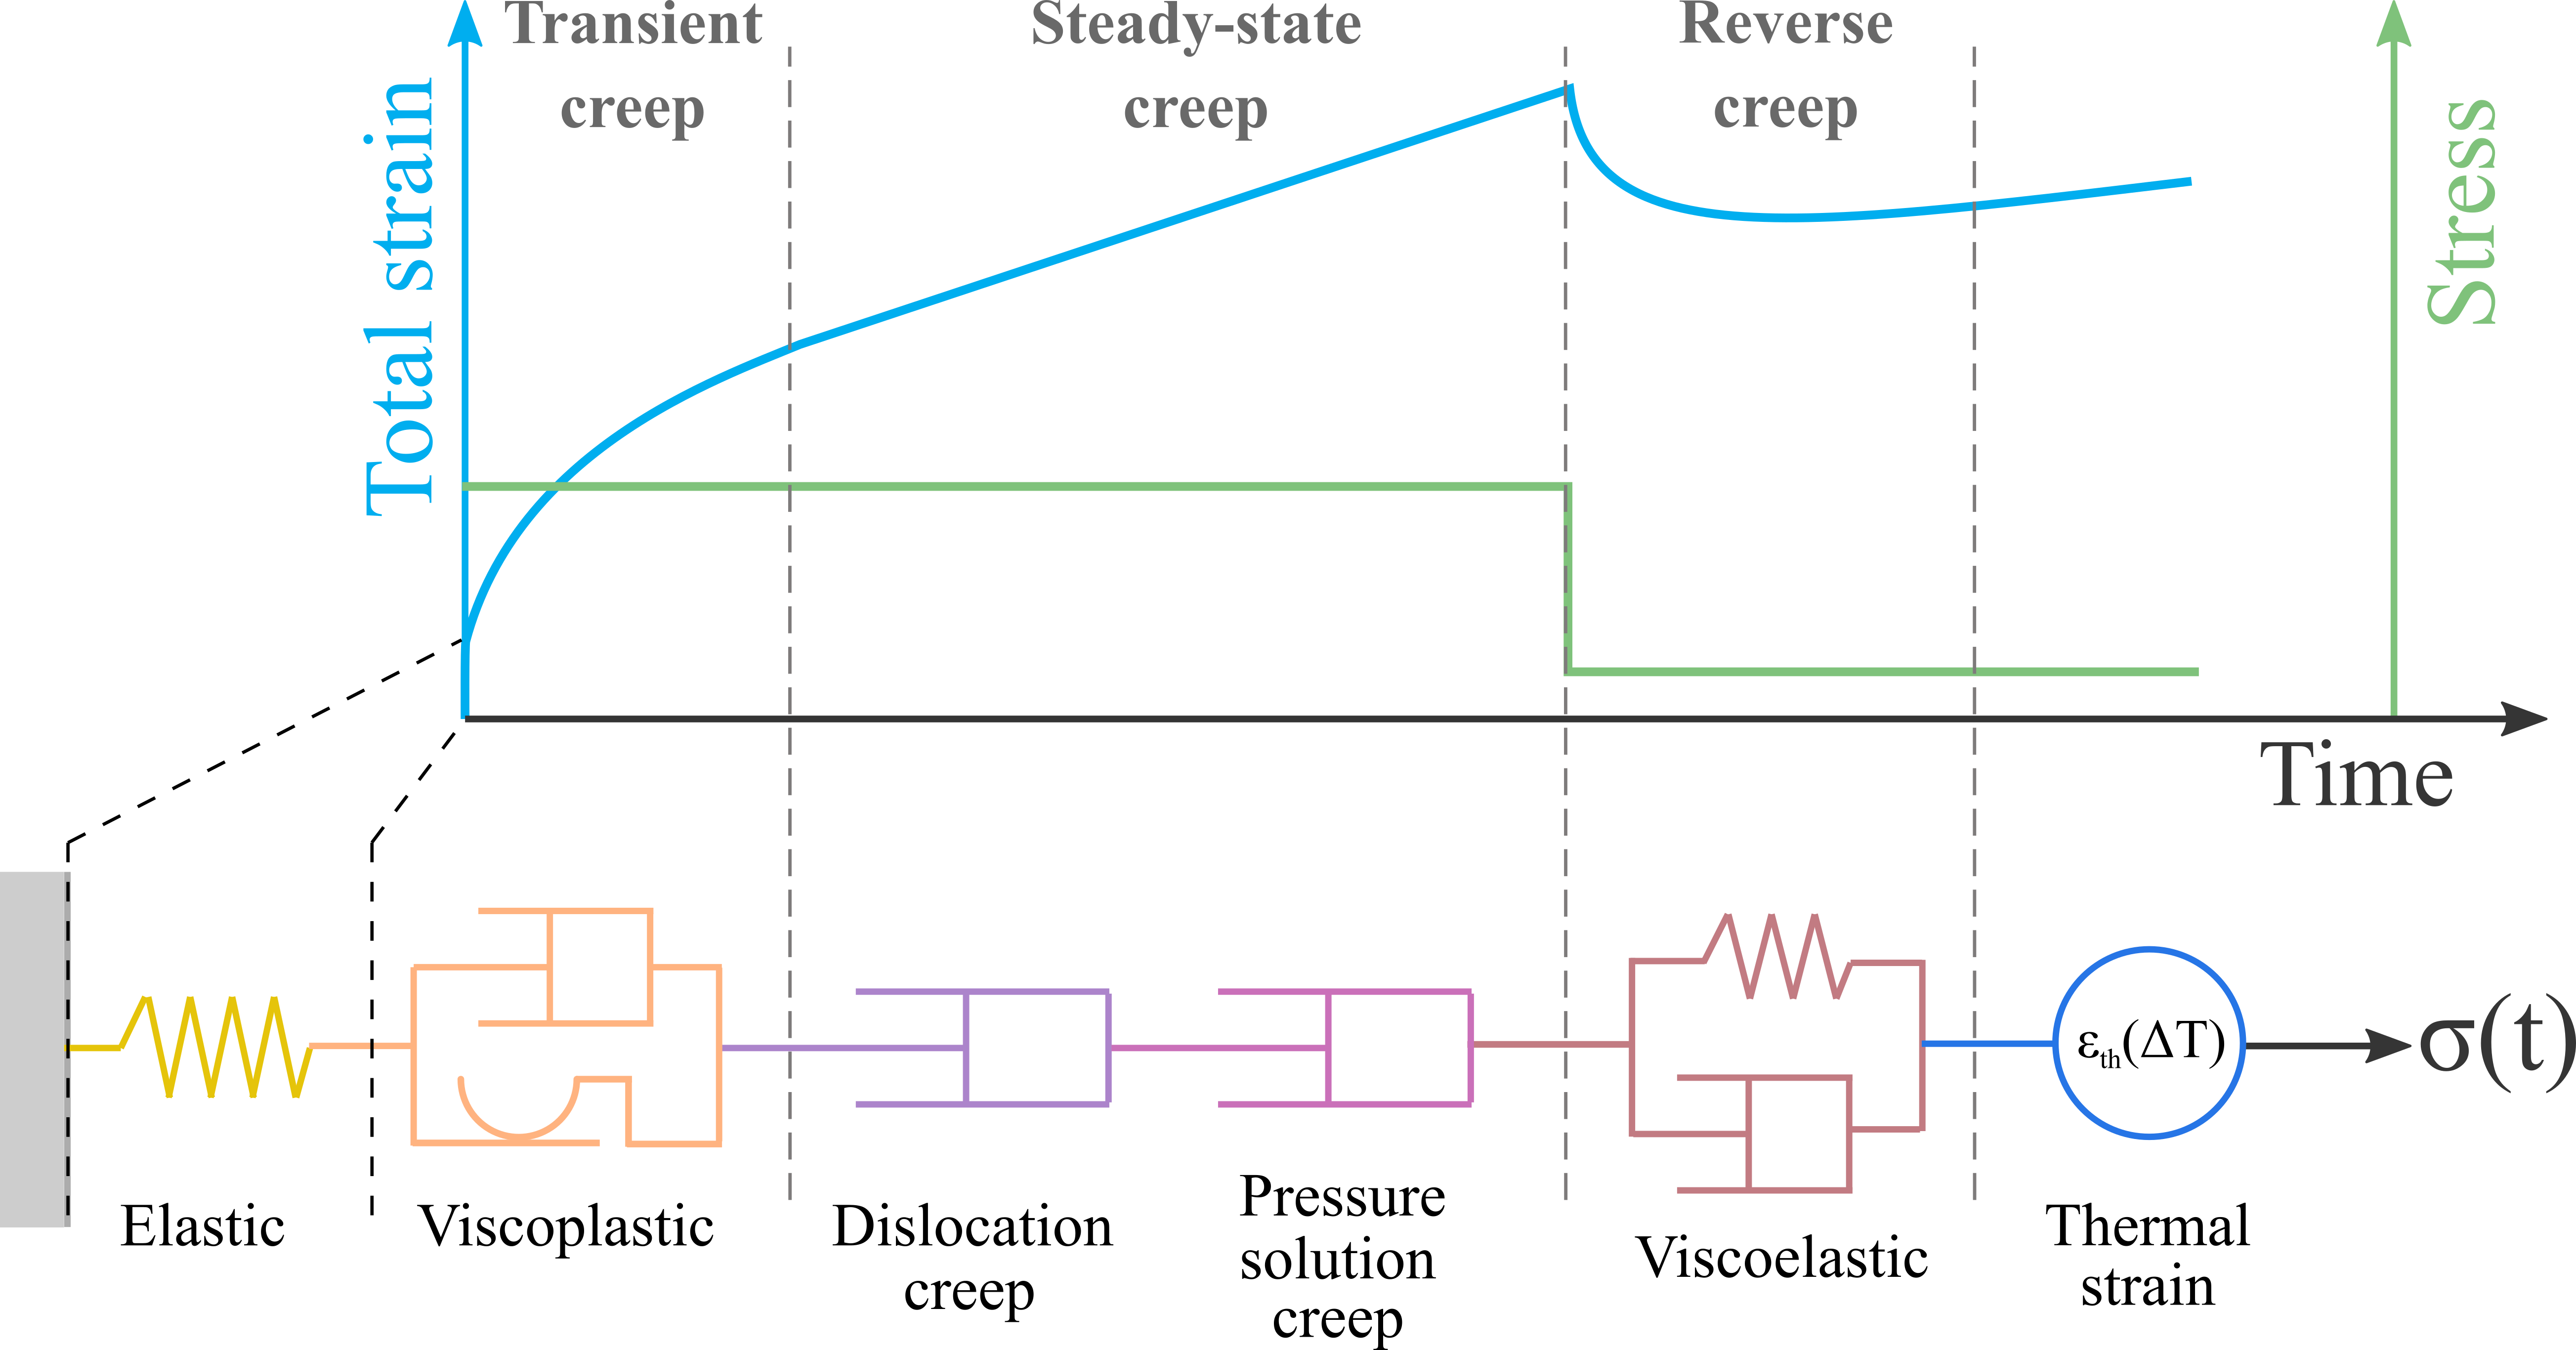 Transient
creep
Steady-state
creep
Reverse
creep
Total strain
Stress
Time
εth(ΔT)
σ(t)
Elastic
Viscoplastic
Dislocation
creep
Pressure
solution
creep
Viscoelastic
Thermal
strain